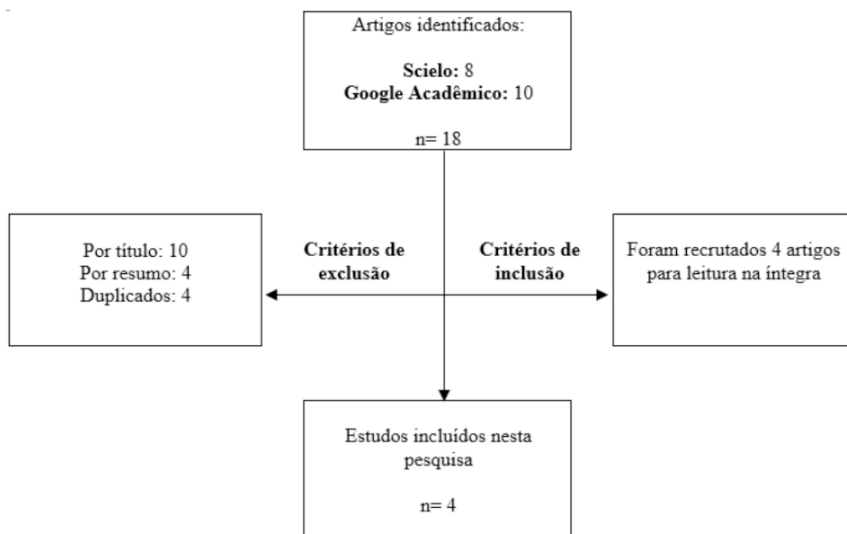 Artigos identificados:
Scielo: 8
Google Acadêmico: 10
n= 18
Por título: 10
Por resumo: 4
Duplicados: 4
Critérios de
exclusão
Critérios de
inclusão
Foram recrutados 4 artigos
para leitura na íntegra
Estudos incluídos nesta
pesquisa
n= 4